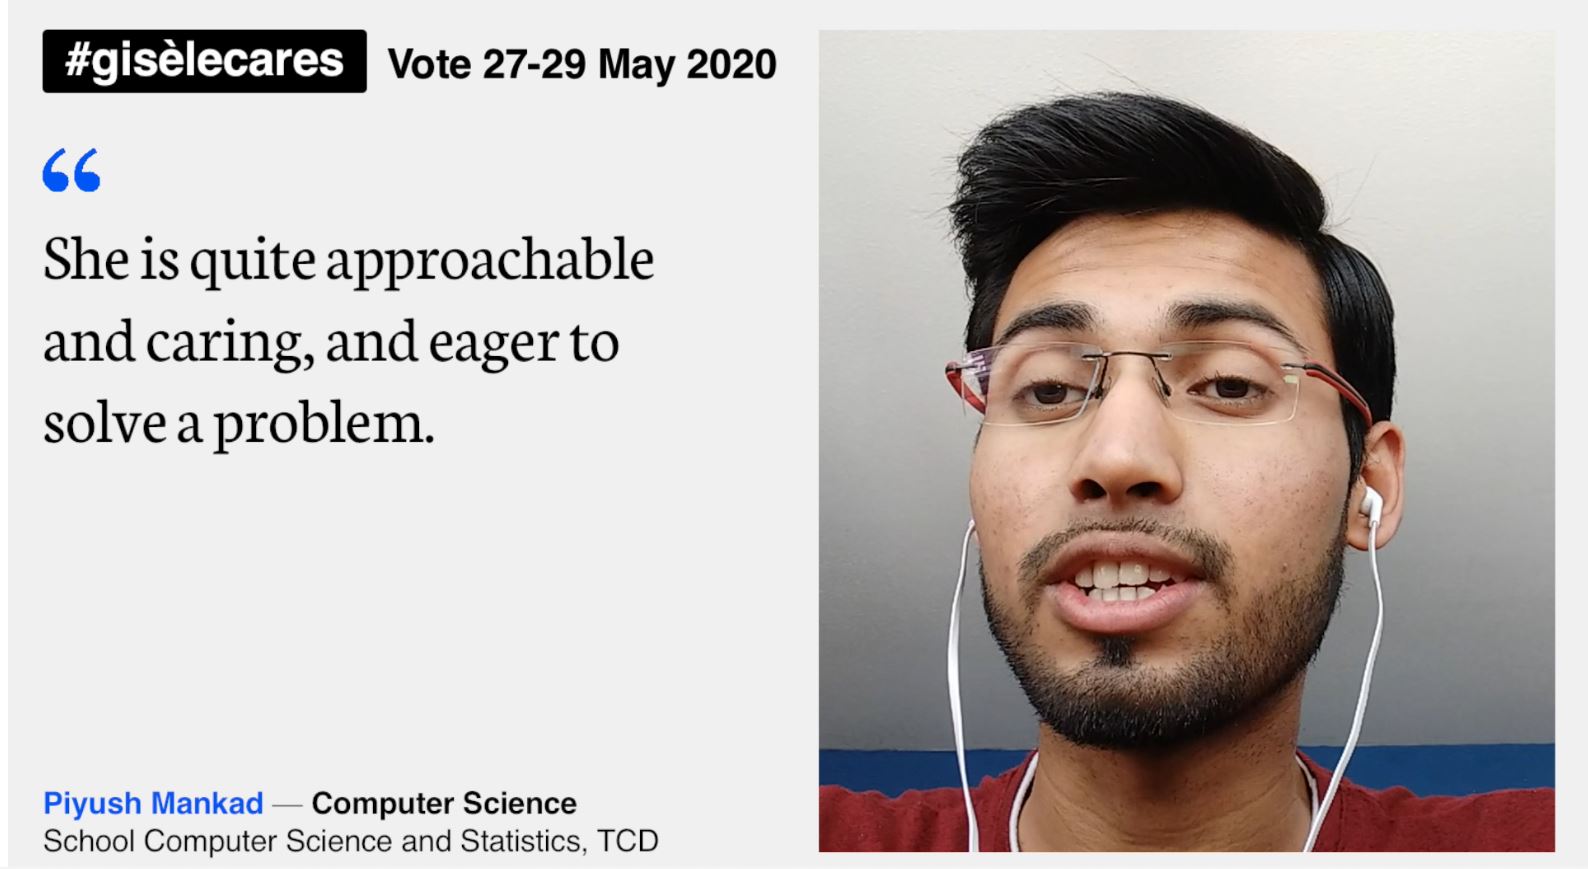 #gisèlecares Vote 27-29 May 2020
“
She is quite approachable
and caring, and eager to
solve a problem.
Piyush Mankad — Computer Science
School Computer Science and Statistics, TCD